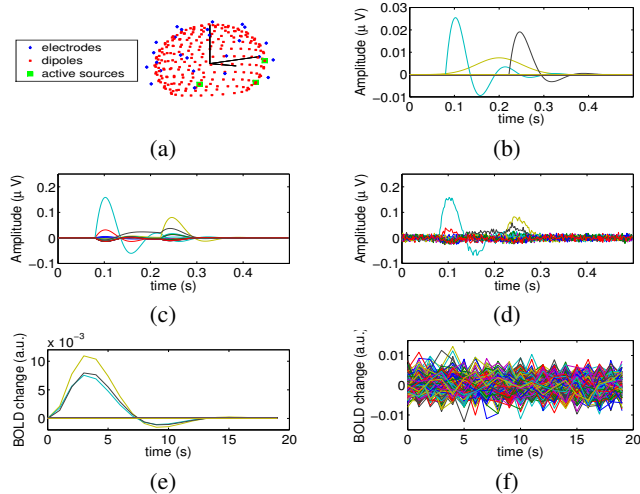 electrodes
dipoles
active sources
(a)
0.03
0.02
0.01
0
−0.01
Amplitude (μ V)
0 0.1 0.2 0.3 0.4
time (s)
(b)
0.2
0.1
0
−0.1
Amplitude (μ V)
0 0.1 0.2 0.3 0.4
time (s)
(c)
0.2
0.1
0
−0.1
Amplitude (μ V)
0 0.1 0.2 0.3 0.4
time (s)
(d)
x 10⁻³
10
5
0
BOLD change (a.u.)
0 5 10 15 20
time (s)
(e)
0.01
0
−0.01
BOLD change (a.u.)
0 5 10 15 20
time (s)
(f)